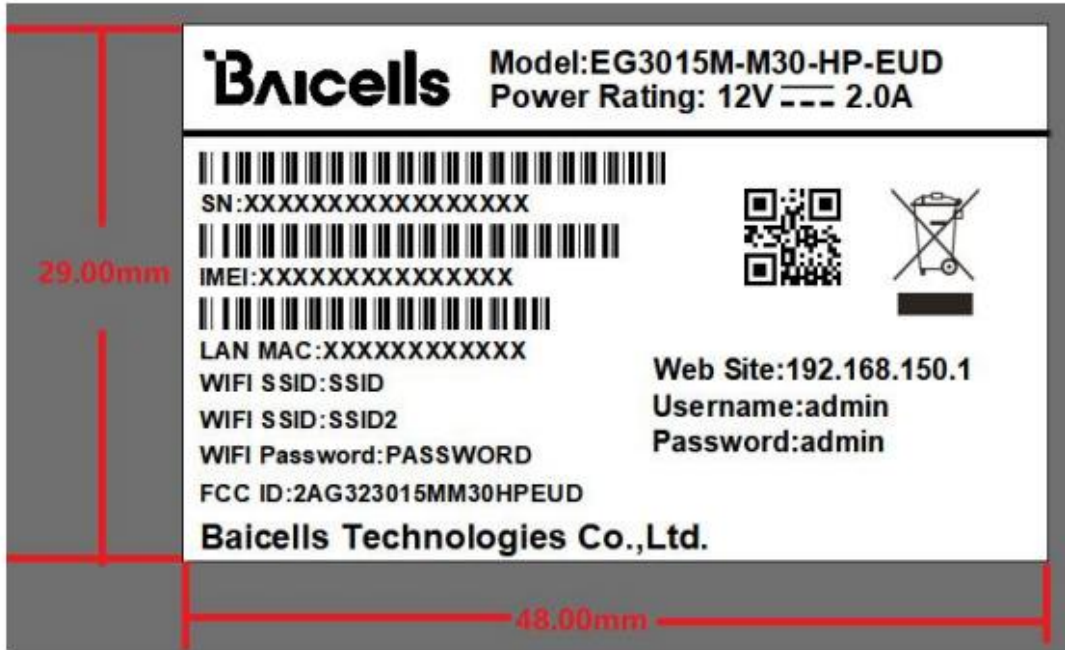 Baicells
Model:EG3015M-M30-HP-EUD
Power Rating: 12V 2.0A
SN:XXXXXXXXXXXXXXXXX
IMEI:XXXXXXXXXXXXXXX
LAN MAC:XXXXXXXXXXXX
WIFI SSID:SSID
WIFI SSID:SSID2
WIFI Password:PASSWORD
FCC ID:2AG323015MM30HPEUD
Baicells Technologies Co.,Ltd.
Web Site:192.168.150.1
Username:admin
Password:admin
29.00mm
48.00mm